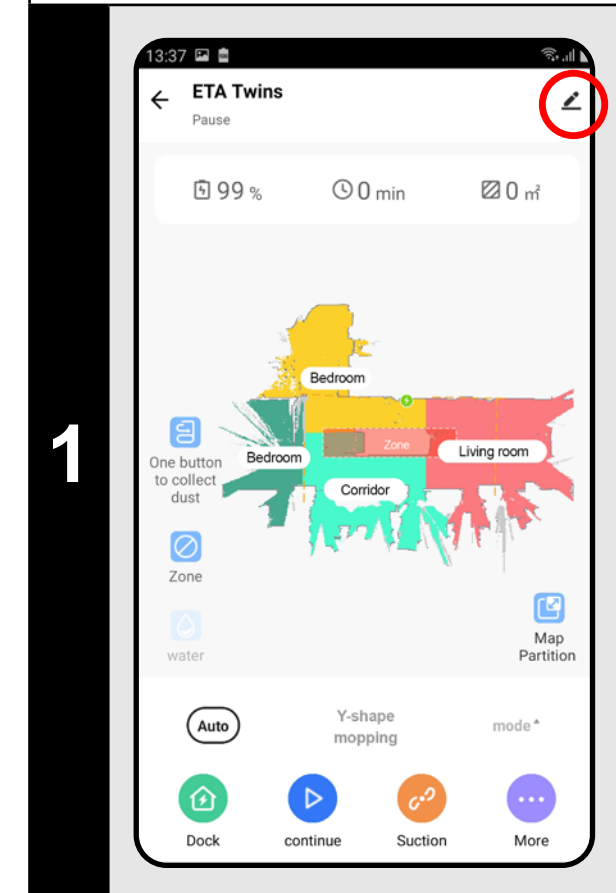 13:37
ETA Twins
Pause
99 %
0 min
0 ㎡
Bedroom
Zone
Bedroom
Living room
Corridor
One button
to collect
dust
Zone
water
Map
Partition
1
Auto
Y-shape
mopping
mode
Dock
continue
Suction
More